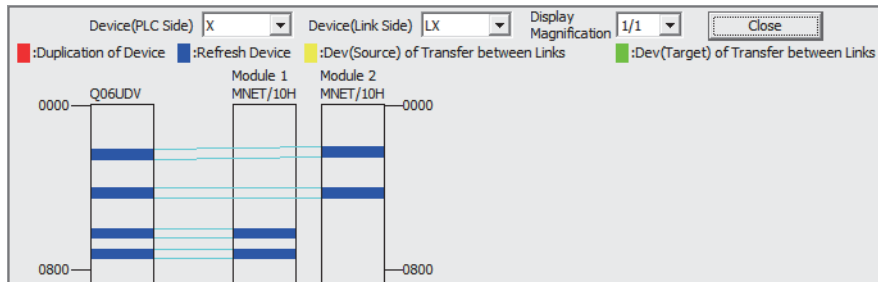 Device(PLC Side) X Device(Link Side) LX Display Magnification 1/1 Close
:Duplication of Device :Refresh Device :Dev(Source) of Transfer between Links :Dev(Target) of Transfer between Links
Module 1 Module 2
Q06UDV MNET/10H MNET/10H
0000 0000
0800 0800